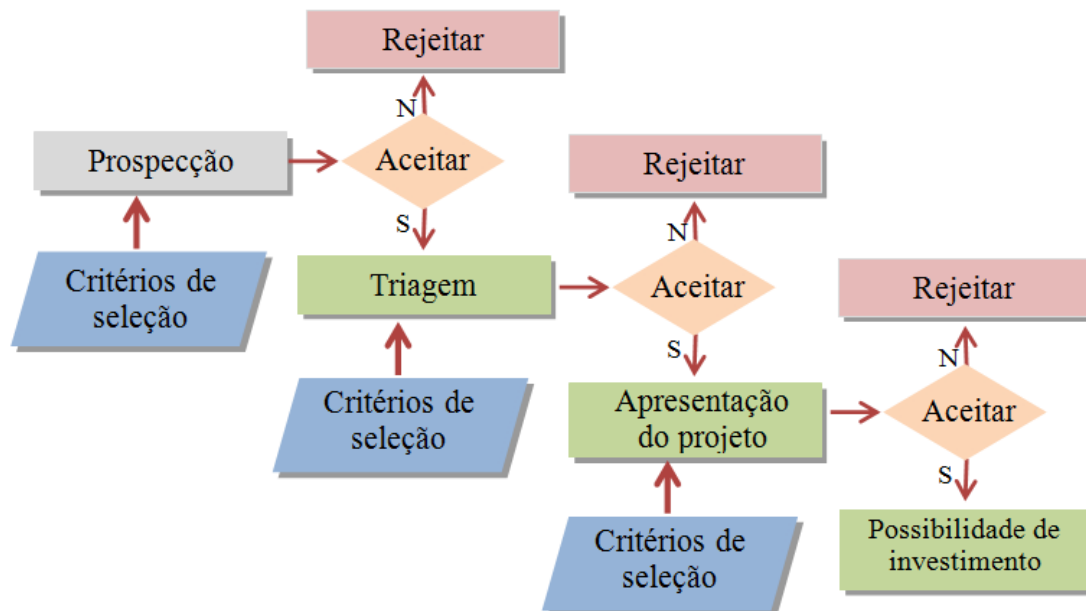 Rejeitar
N
Prospecção
Aceitar
S
Critérios de
seleção
Triagem
Rejeitar
N
Aceitar
S
Critérios de
seleção
Apresentação
do projeto
Rejeitar
N
Aceitar
S
Critérios de
seleção
Possibilidade de
investimento